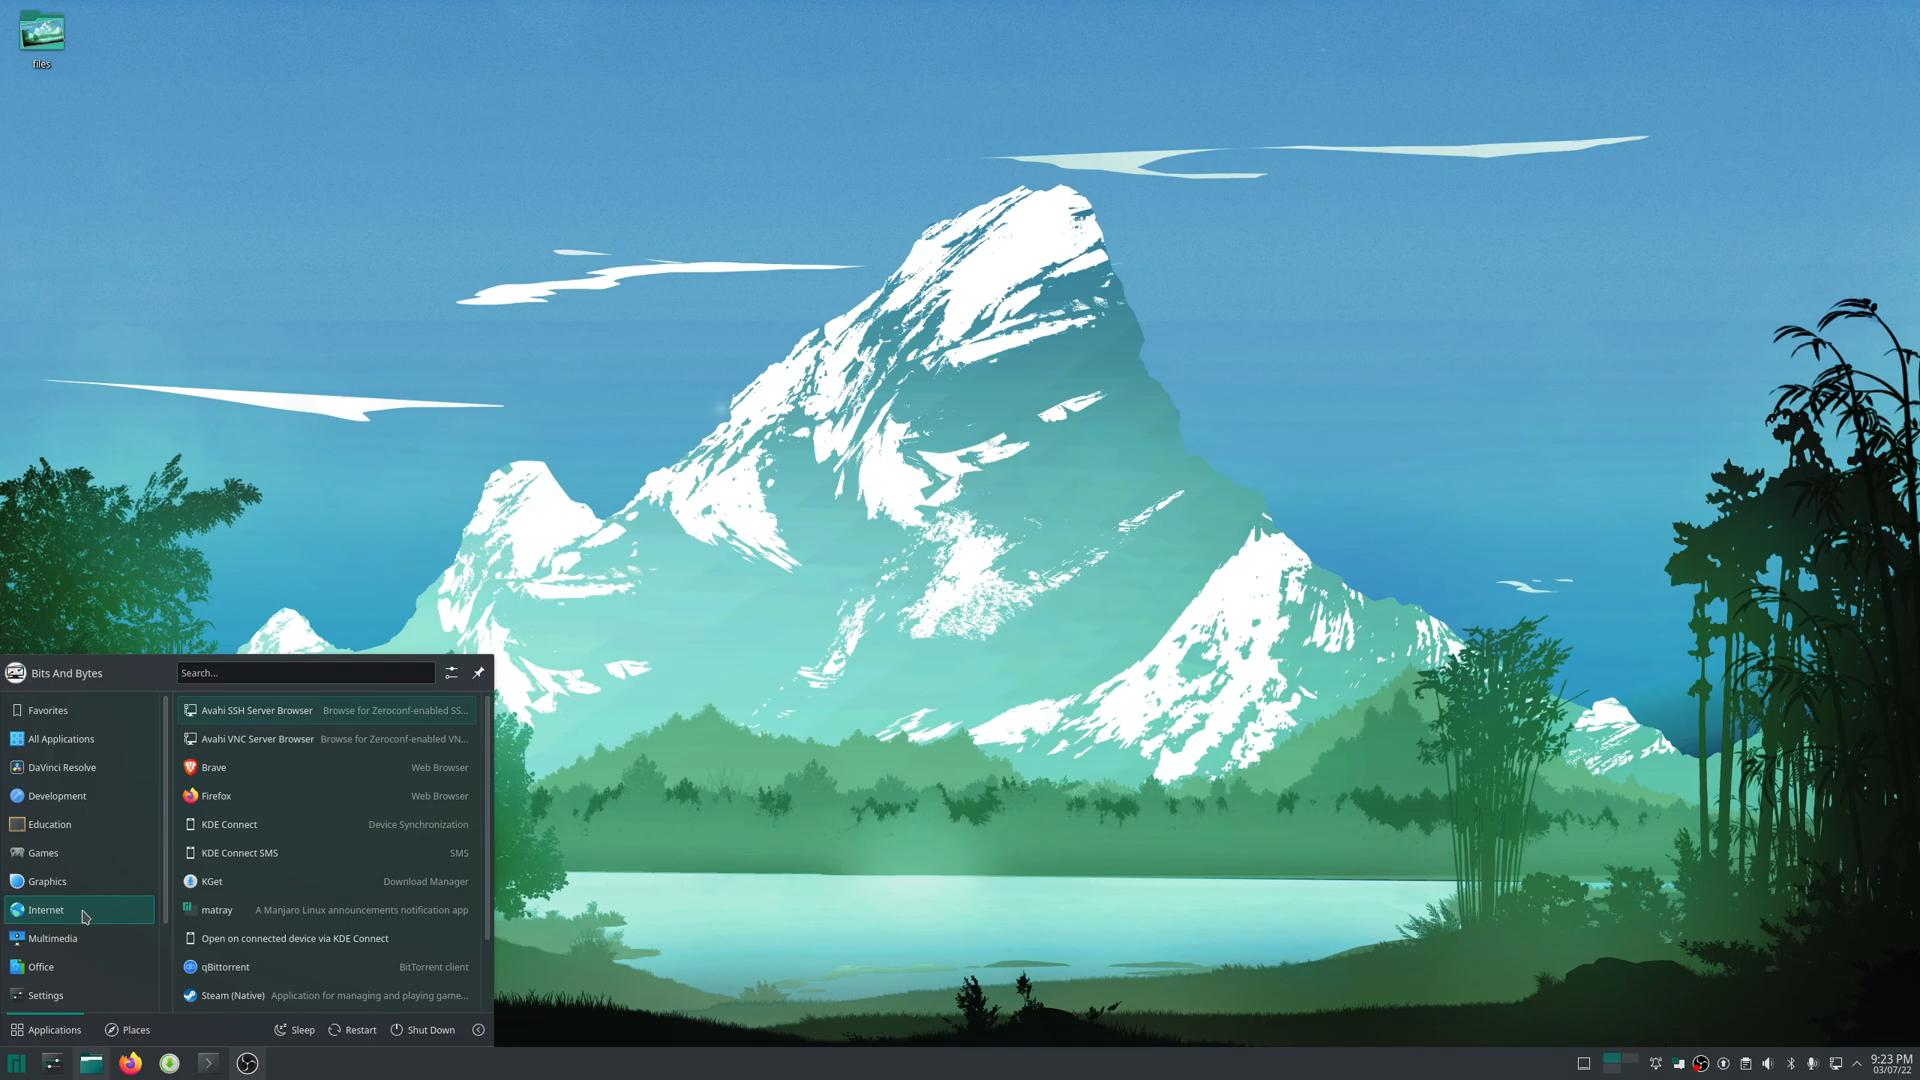 files
Bits And Bytes
Search...
Favorites
All Applications
DaVinci Resolve
Development
Education
Games
Graphics
Internet
Multimedia
Office
Settings
Avahi SSH Server Browser Browse for Zeroconf-enabled SS...
Avahi VNC Server Browser Browse for Zeroconf-enabled VN...
Brave Web Browser
Firefox Web Browser
KDE Connect Device Synchronization
KDE Connect SMS SMS
KGet Download Manager
matray A Manjaro Linux announcements notification app
Open on connected device via KDE Connect
qBittorrent BitTorrent client
Steam (Native) Application for managing and playing game...
Applications Places Sleep Restart Shut Down
9:23 PM
03/07/22